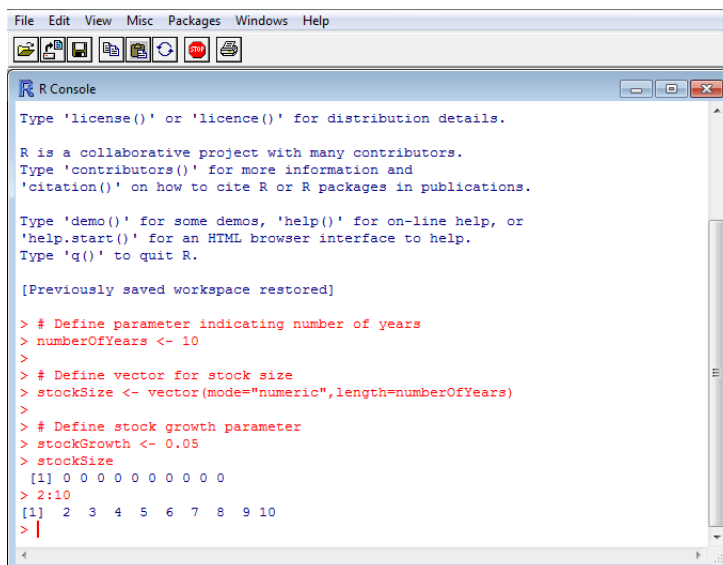 File Edit View Misc Packages Windows Help
STOP
R R Console
Type 'license()' or 'licence()' for distribution details.
R is a collaborative project with many contributors.
Type 'contributors()' for more information and
'citation()' on how to cite R or R packages in publications.
Type 'demo()' for some demos, 'help()' for on-line help, or
'help.start()' for an HTML browser interface to help.
Type 'q()' to quit R.
[Previously saved workspace restored]
> # Define parameter indicating number of years
> numberOfYears <- 10
>
> # Define vector for stock size
> stockSize <- vector(mode="numeric",length=numberOfYears)
>
> # Define stock growth parameter
> stockGrowth <- 0.05
> stockSize
[1] 0 0 0 0 0 0 0 0 0 0
> 2:10
[1] 2 3 4 5 6 7 8 9 10
>